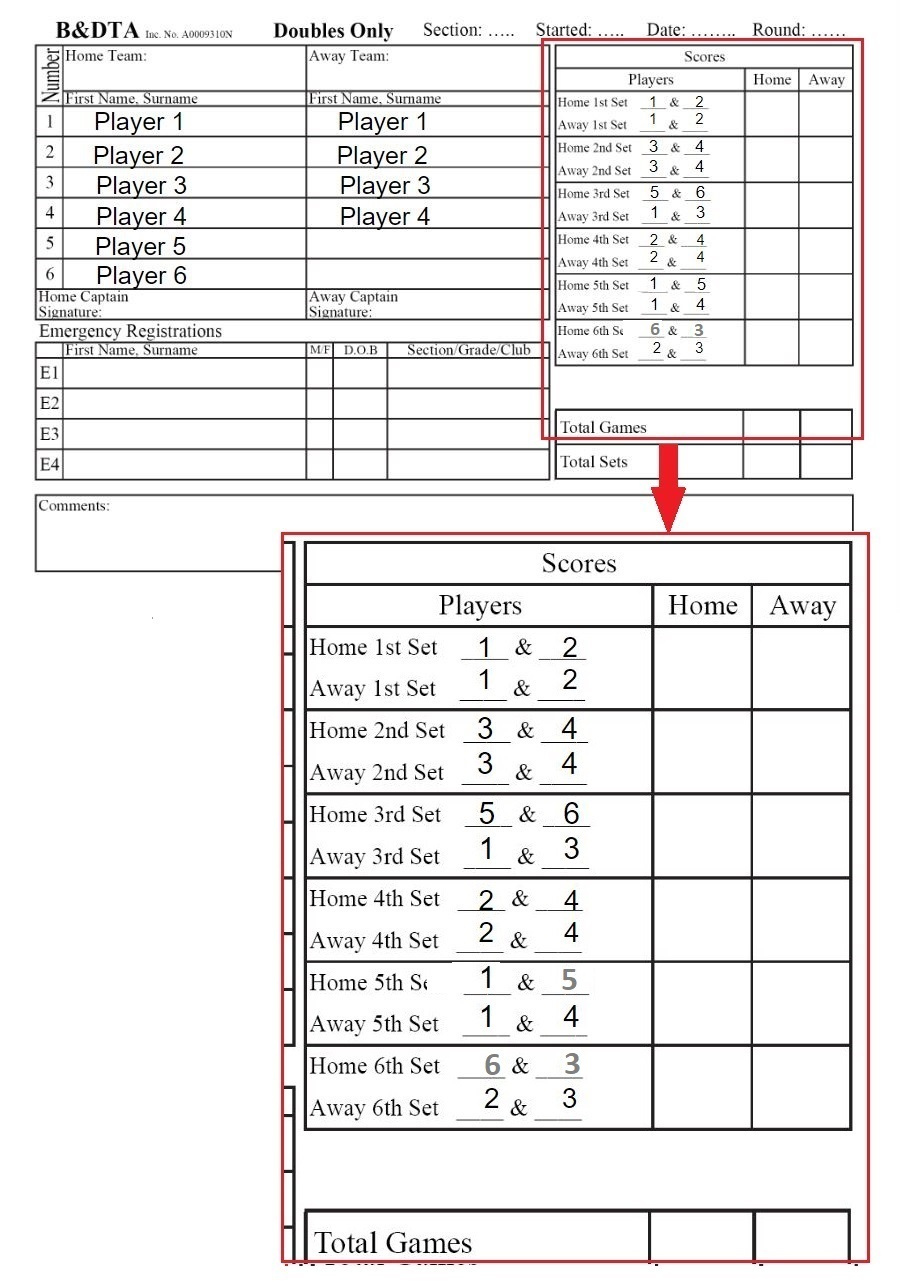 B&DTA Inc. No. A0009310N Doubles Only Section: ..... Started: ..... Date: ........ Round: ......
Number
Home Team: Away Team:
First Name, Surname First Name, Surname
1 Player 1 Player 1
2 Player 2 Player 2
3 Player 3 Player 3
4 Player 4 Player 4
5 Player 5
6 Player 6
Home Captain Away Captain
Signature: Signature:
Emergency Registrations
First Name, Surname M/F D.O.B Section/Grade/Club
E1
E2
E3
E4
Scores
Players Home Away
Home 1st Set 1 & 2
Away 1st Set 1 & 2
Home 2nd Set 3 & 4
Away 2nd Set 3 & 4
Home 3rd Set 5 & 6
Away 3rd Set 1 & 3
Home 4th Set 2 & 4
Away 4th Set 2 & 4
Home 5th Set 1 & 5
Away 5th Set 1 & 4
Home 6th 6 & 3
Away 6th Set 2 & 3
Total Games
Total Sets
Comments:
Scores
Players Home Away
Home 1st Set 1 & 2
Away 1st Set 1 & 2
Home 2nd Set 3 & 4
Away 2nd Set 3 & 4
Home 3rd Set 5 & 6
Away 3rd Set 1 & 3
Home 4th Set 2 & 4
Away 4th Set 2 & 4
Home 5th 1 & 5
Away 5th Set 1 & 4
Home 6th Set 6 & 3
Away 6th Set 2 & 3
Total Games